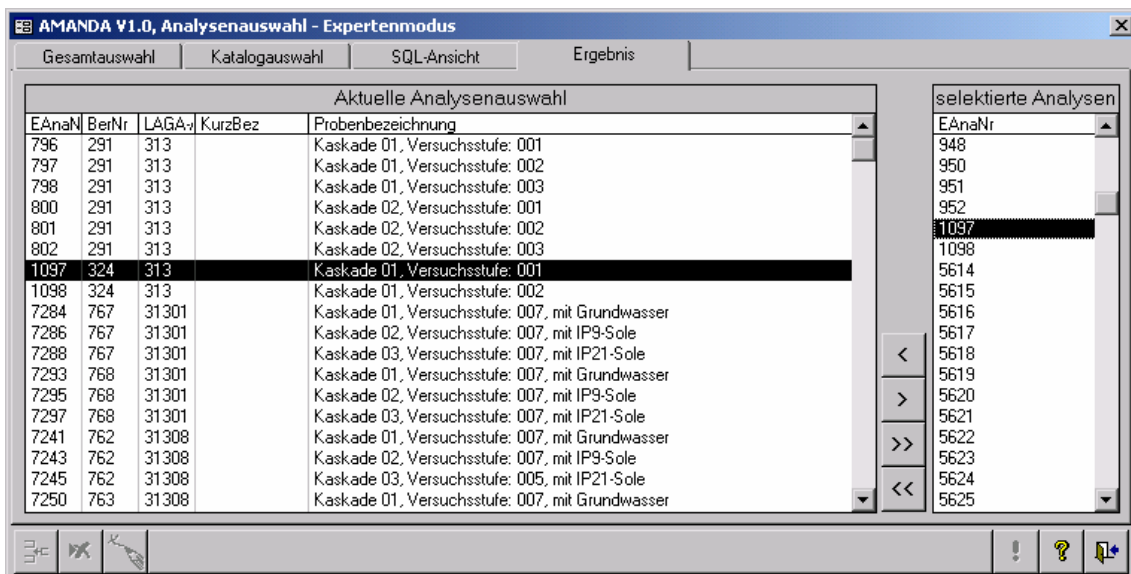 AMANDA V1.0, Analysenauswahl - Expertenmodus
Gesamtauswahl Katalogauswahl SQL-Ansicht Ergebnis
Aktuelle Analysenauswahl selektierte Analysen
EAnaN BerNr LAGA-A KurzBez Probenbezeichnung EAnaNr
796 291 313 Kaskade 01, Versuchsstufe: 001 948
797 291 313 Kaskade 01, Versuchsstufe: 002 950
798 291 313 Kaskade 01, Versuchsstufe: 003 951
800 291 313 Kaskade 02, Versuchsstufe: 001 952
801 291 313 Kaskade 02, Versuchsstufe: 002 1097
802 291 313 Kaskade 02, Versuchsstufe: 003 1098
1097 324 313 Kaskade 01, Versuchsstufe: 001 5614
1098 324 313 Kaskade 01, Versuchsstufe: 002 5615
7284 767 31301 Kaskade 01, Versuchsstufe: 007, mit Grundwasser 5616
7286 767 31301 Kaskade 02, Versuchsstufe: 007, mit IP9-Sole 5617
7288 767 31301 Kaskade 03, Versuchsstufe: 007, mit IP21-Sole < 5618
7293 768 31301 Kaskade 01, Versuchsstufe: 007, mit Grundwasser 5619
7295 768 31301 Kaskade 02, Versuchsstufe: 007, mit IP9-Sole > 5620
7297 768 31301 Kaskade 03, Versuchsstufe: 007, mit IP21-Sole 5621
7241 762 31308 Kaskade 01, Versuchsstufe: 007, mit Grundwasser >> 5622
7243 762 31308 Kaskade 02, Versuchsstufe: 007, mit IP9-Sole 5623
7245 762 31308 Kaskade 03, Versuchsstufe: 005, mit IP21-Sole << 5624
7250 763 31308 Kaskade 01, Versuchsstufe: 007, mit Grundwasser 5625